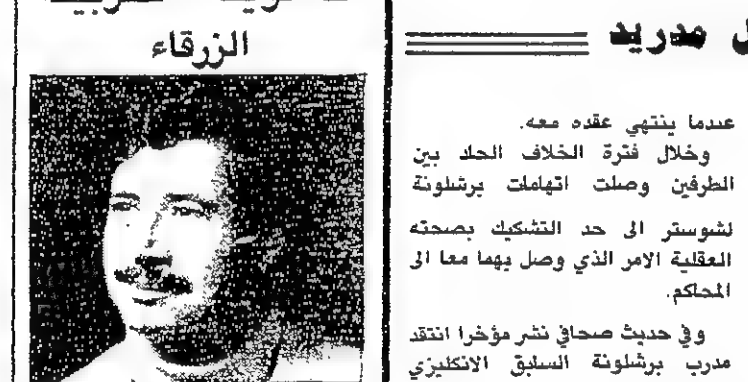 ل مدريد
عندما ينتهي عقده معه.
وخلال فترة الخلاف الحاد بين
الطرفين وصلت اتهامات برشلونة
لشوستر الى حد التشكيك بصحته
العقلية الامر الذي وصل بهما معا الى
المحاكم.
وفي حديث صحافي نشر مؤخرا انتقد
مدرب برشلونة السابق الانكليزي
الزرقاء